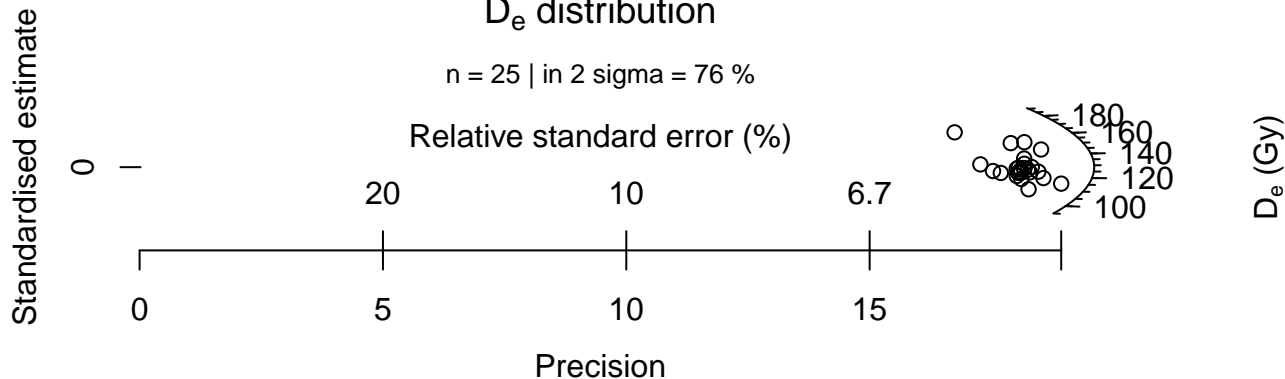 Dₑ distribution
n = 25 | in 2 sigma = 76 %
Relative standard error (%)
20 10 6.7
0 5 10 15
Precision
Standardised estimate
0
180
160
140
120
100
Dₑ (Gy)